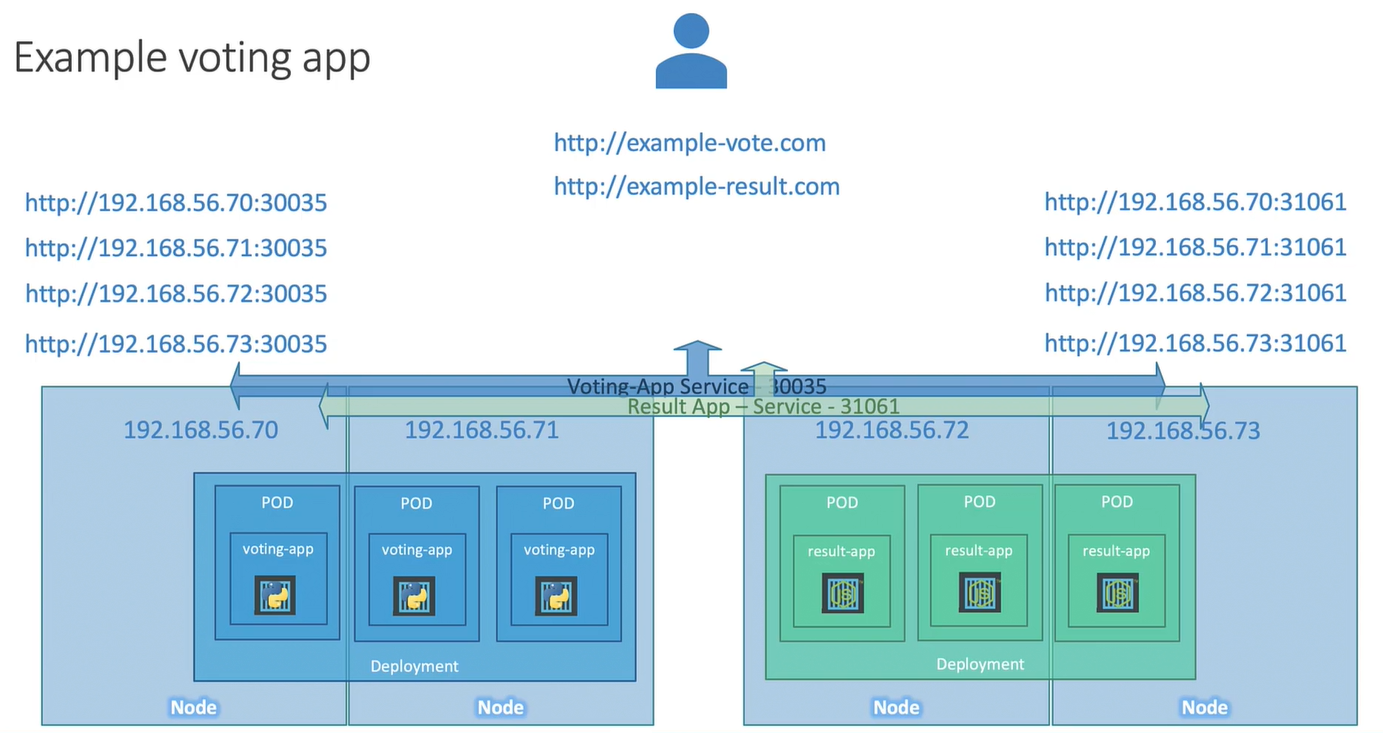 Example voting app
http://example-vote.com
http://example-result.com
http://192.168.56.70:30035
http://192.168.56.71:30035
http://192.168.56.72:30035
http://192.168.56.73:30035
http://192.168.56.70:31061
http://192.168.56.71:31061
http://192.168.56.72:31061
http://192.168.56.73:31061
Voting-App Service - 30035
Result App – Service - 31061
192.168.56.70
192.168.56.71
192.168.56.72
192.168.56.73
POD
voting-app
POD
voting-app
POD
voting-app
Deployment
POD
result-app
JS
POD
result-app
JS
POD
result-app
JS
Deployment
Node
Node
Node
Node